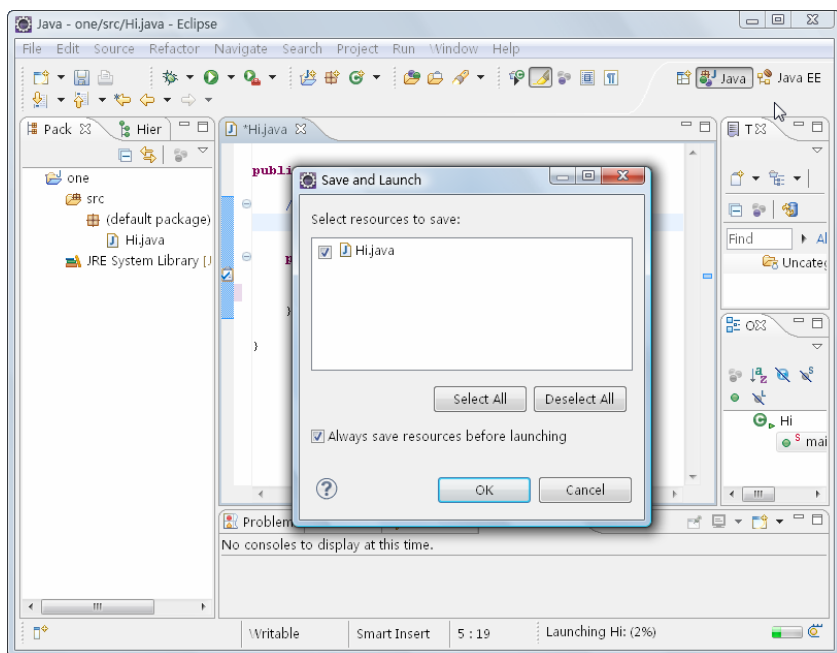 Java - one/src/Hi.java - Eclipse
File Edit Source Refactor Navigate Search Project Run Window Help
Java Java EE
Pack Hier
*Hi.java
one
src
(default package)
Hi.java
JRE System Library [J
publi
}
}
Save and Launch
Select resources to save:
Hi.java
Select All Deselect All
Always save resources before launching
OK Cancel
Find Al
Uncateg
Hi
mai
Problem
No consoles to display at this time.
Writable Smart Insert 5 : 19 Launching Hi: (2%)